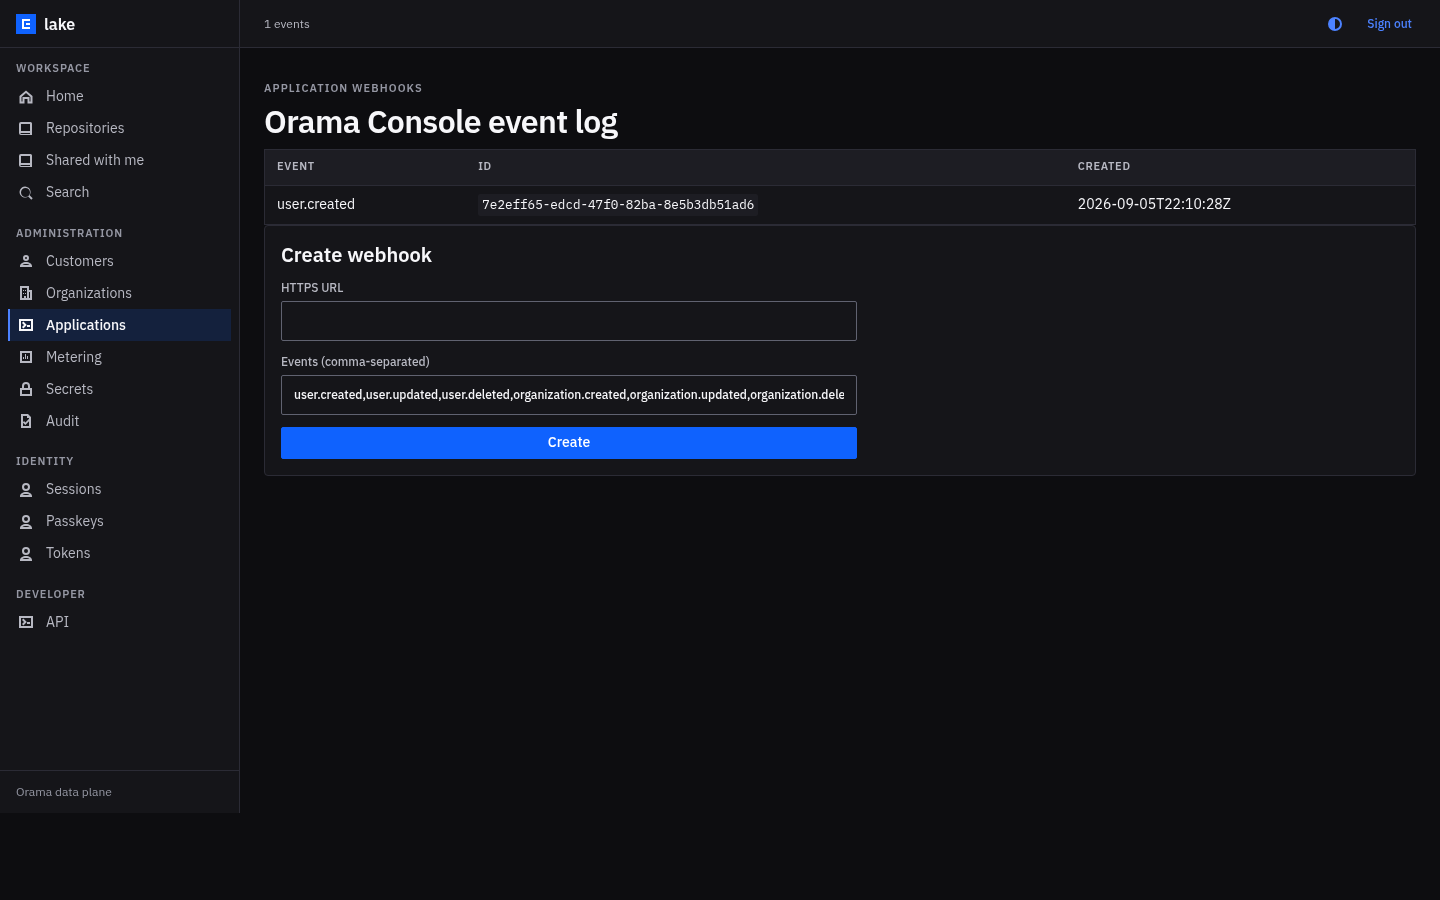 lake
1 events
Sign out
WORKSPACE
Home
Repositories
Shared with me
Search
ADMINISTRATION
Customers
Organizations
Applications
Metering
Secrets
Audit
IDENTITY
Sessions
Passkeys
Tokens
DEVELOPER
API
Orama data plane
APPLICATION WEBHOOKS
Orama Console event log
EVENT ID CREATED
user.created 7e2eff65-edcd-47f0-82ba-8e5b3db51ad6 2026-09-05T22:10:28Z
Create webhook
HTTPS URL
Events (comma-separated)
user.created,user.updated,user.deleted,organization.created,organization.updated,organization.dele
Create